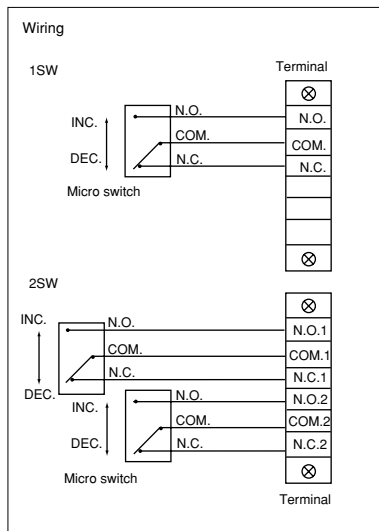 Wiring
1SW
Terminal
INC.
N.O.
N.O.
COM.
COM.
DEC.
N.C.
N.C.
Micro switch
2SW
INC.
N.O.
N.O.1
COM.
COM.1
N.C.
N.C.1
DEC.
INC.
N.O.
N.O.2
COM.
COM.2
DEC.
N.C.
N.C.2
Micro switch
Terminal